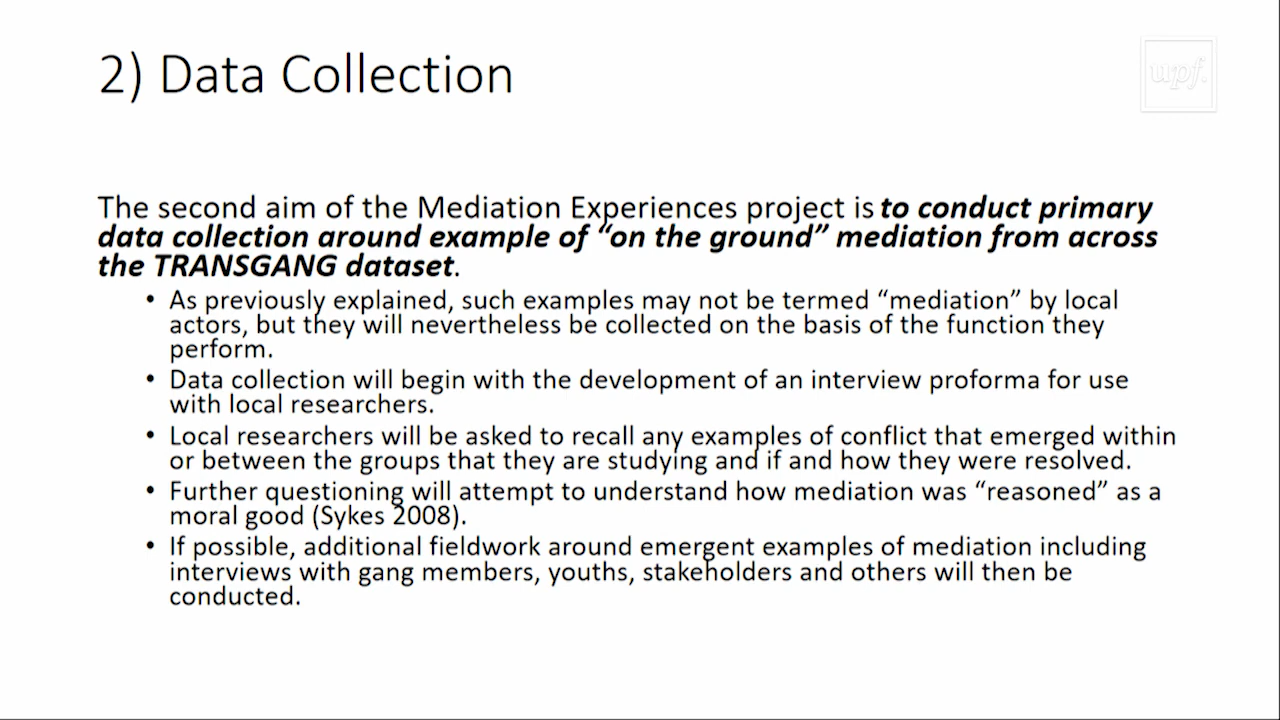 2) Data Collection
upf.
The second aim of the Mediation Experiences project is to conduct primary
data collection around example of “on the ground” mediation from across
the TRANSGANG dataset.
• As previously explained, such examples may not be termed “mediation” by local
actors, but they will nevertheless be collected on the basis of the function they
perform.
• Data collection will begin with the development of an interview proforma for use
with local researchers.
• Local researchers will be asked to recall any examples of conflict that emerged within
or between the groups that they are studying and if and how they were resolved.
• Further questioning will attempt to understand how mediation was “reasoned” as a
moral good (Sykes 2008).
• If possible, additional fieldwork around emergent examples of mediation including
interviews with gang members, youths, stakeholders and others will then be
conducted.